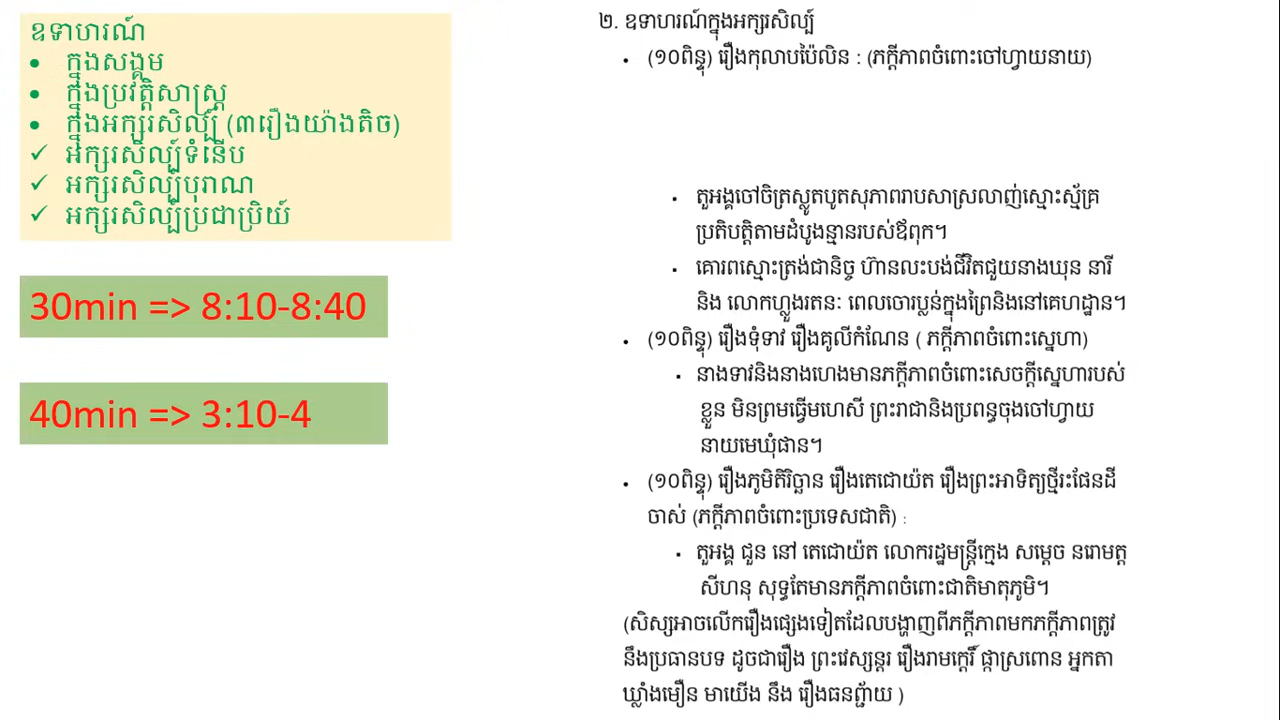 ឧទាហរណ៍
• ក្នុងសង្គម
• ក្នុងប្រវត្តិសាស្ត្រ
• ក្នុងអក្សរសិល្ប៍ (៣រឿងយ៉ាងតិច)
✓ អក្សរសិល្ប៍ទំនើប
✓ អក្សរសិល្ប៍បុរាណ
✓ អក្សរសិល្ប៍ប្រជាប្រិយ៍
30min => 8:10-8:40
40min => 3:10-4
២. ឧទាហរណ៍ក្នុងអក្សរសិល្ប៍
• (១០ពិន្ទុ) រឿងកុលាបប៉ៃលិន : (ភក្ដីភាពចំពោះចៅហ្វាយនាយ)
▪ តួអង្គចៅចិត្រស្លូតបូតសុភាពរាបសាស្រលាញ់ស្មោះស្ម័គ្រ
ប្រតិបត្តិតាមដំបូងន្មានរបស់ឪពុក។
▪ គោរពស្មោះត្រង់ជានិច្ច ហ៊ានលះបង់ជីវិតជួយនាងឃុន នារី
និង លោកហ្លួងរតនៈ ពេលចោរប្លន់ក្នុងព្រៃនិងនៅគេហដ្ឋាន។
• (១០ពិន្ទុ) រឿងទុំទាវ រឿងគូលីកំណែន ( ភក្ដីភាពចំពោះស្នេហា)
▪ នាងទាវនិងនាងហេងមានភក្ដីភាពចំពោះសេចក្ដីស្នេហារបស់
ខ្លួន មិនព្រមធ្វើមហេសី ព្រះរាជានិងប្រពន្ធចុងចៅហ្វាយ
នាយមេឃុំផាន។
• (១០ពិន្ទុ) រឿងភូមិតិរិច្ឆាន រឿងតេជោយ៉ត រឿងព្រះអាទិត្យថ្មីរះផែនដី
ចាស់ (ភក្ដីភាពចំពោះប្រទេសជាតិ) :
▪ តួអង្គ ជួន នៅ តេជោយ៉ត លោករដ្ឋមន្ត្រីក្មេង សម្ដេច នរោមត្ត
សីហនុ សុទ្ធតែមានភក្ដីភាពចំពោះជាតិមាតុភូមិ។
(សិស្សអាចលើករឿងផ្សេងទៀតដែលបង្ហាញពីភក្ដីភាពមកភក្ដីភាពត្រូវ
នឹងប្រធានបទ ដូចជារឿង ព្រះវេស្សន្តរ រឿងរាមក្តេរី៍ ផ្កាស្រពោន អ្នកតា
ឃ្លាំងមឿន មាយើង នឹង រឿងធនញ្ជ័យ )